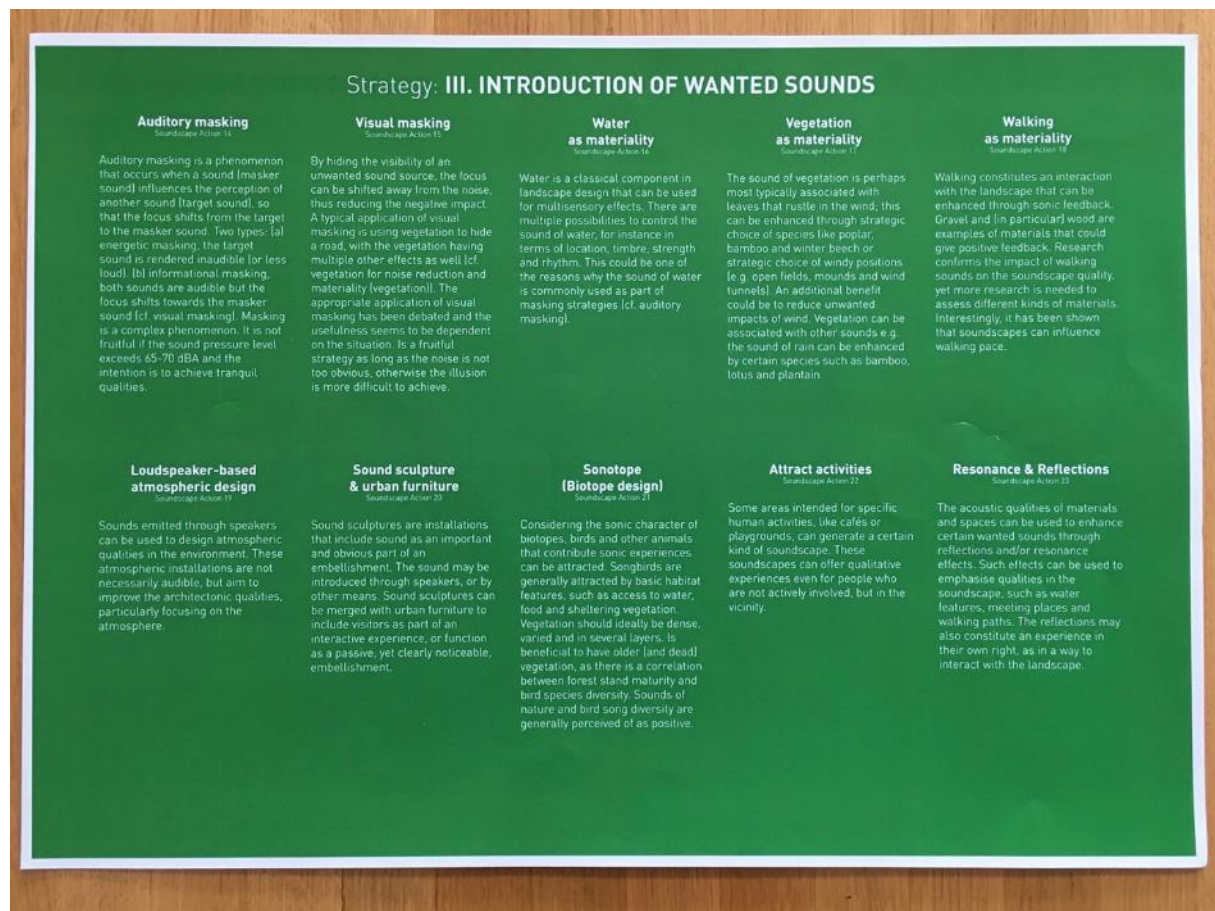 Strategy: III. INTRODUCTION OF WANTED SOUNDS
Auditory masking
Soundscape Action 14
Auditory masking is a phenomenon
that occurs when a sound (masker
sound) influences the perception of
another sound (target sound), so
that the focus shifts from the target
to the masker sound. Two types: (a)
energetic masking, the target
sound is rendered inaudible (or less
loud). (b) informational masking,
both sounds are audible but the
focus shifts towards the masker
sound (cf. visual masking). Masking
is a complex phenomenon. It is not
fruitful if the sound pressure level
exceeds 65-70 dBA and the
intention is to achieve tranquil
qualities.
Visual masking
Soundscape Action 15
By hiding the visibility of an
unwanted sound source, the focus
can be shifted away from the noise,
thus reducing the negative impact.
A typical application of visual
masking is using vegetation to hide
a road, with the vegetation having
multiple other effects as well (cf.
vegetation for noise reduction and
materiality (vegetation)). The
appropriate application of visual
masking has been debated and the
usefulness seems to be dependent
on the situation. Is a fruitful
strategy as long as the noise is not
too obvious, otherwise the illusion
is more difficult to achieve.
Water
as materiality
Soundscape Action 16
Water is a classical component in
landscape design that can be used
for multisensory effects. There are
multiple possibilities to control the
sound of water, for instance in
terms of location, timbre, strength
and rhythm. This could be one of
the reasons why the sound of water
is commonly used as part of
masking strategies (cf. auditory
masking).
Vegetation
as materiality
Soundscape Action 17
The sound of vegetation is perhaps
most typically associated with
leaves that rustle in the wind; this
can be enhanced through strategic
choice of species like poplar,
bamboo and winter beech or
strategic choice of windy positions
(e.g. open fields, mounds and wind
tunnels). An additional benefit
could be to reduce unwanted
impacts of wind. Vegetation can be
associated with other sounds e.g.
the sound of rain can be enhanced
by certain species such as bamboo,
lotus and plantain.
Walking
as materiality
Soundscape Action 18
Walking constitutes an interaction
with the landscape that can be
enhanced through sonic feedback.
Gravel and (in particular) wood are
examples of materials that could
give positive feedback. Research
confirms the impact of walking
sounds on the soundscape quality,
yet more research is needed to
assess different kinds of materials.
Interestingly, it has been shown
that soundscapes can influence
walking pace.
Loudspeaker-based
atmospheric design
Soundscape Action 19
Sounds emitted through speakers
can be used to design atmospheric
qualities in the environment. These
atmospheric installations are not
necessarily audible, but aim to
improve the architectonic qualities,
particularly focusing on the
atmosphere.
Sound sculpture
& urban furniture
Soundscape Action 20
Sound sculptures are installations
that include sound as an important
and obvious part of an
embellishment. The sound may be
introduced through speakers, or by
other means. Sound sculptures can
be merged with urban furniture to
include visitors as part of an
interactive experience, or function
as a passive, yet clearly noticeable,
embellishment.
Sonotope
(Biotope design)
Soundscape Action 21
Considering the sonic character of
biotopes, birds and other animals
that contribute sonic experiences
can be attracted. Songbirds are
generally attracted by basic habitat
features, such as access to water,
food and sheltering vegetation.
Vegetation should ideally be dense,
varied and in several layers. Is
beneficial to have older (and dead)
vegetation, as there is a correlation
between forest stand maturity and
bird species diversity. Sounds of
nature and bird song diversity are
generally perceived of as positive.
Attract activities
Soundscape Action 22
Some areas intended for specific
human activities, like cafés or
playgrounds, can generate a certain
kind of soundscape. These
soundscapes can offer qualitative
experiences even for people who
are not actively involved, but in the
vicinity.
Resonance & Reflections
Soundscape Action 23
The acoustic qualities of materials
and spaces can be used to enhance
certain wanted sounds through
reflections and/or resonance
effects. Such effects can be used to
emphasise qualities in the
soundscape, such as water
features, meeting places and
walking paths. The reflections may
also constitute an experience in
their own right, as in a way to
interact with the landscape.